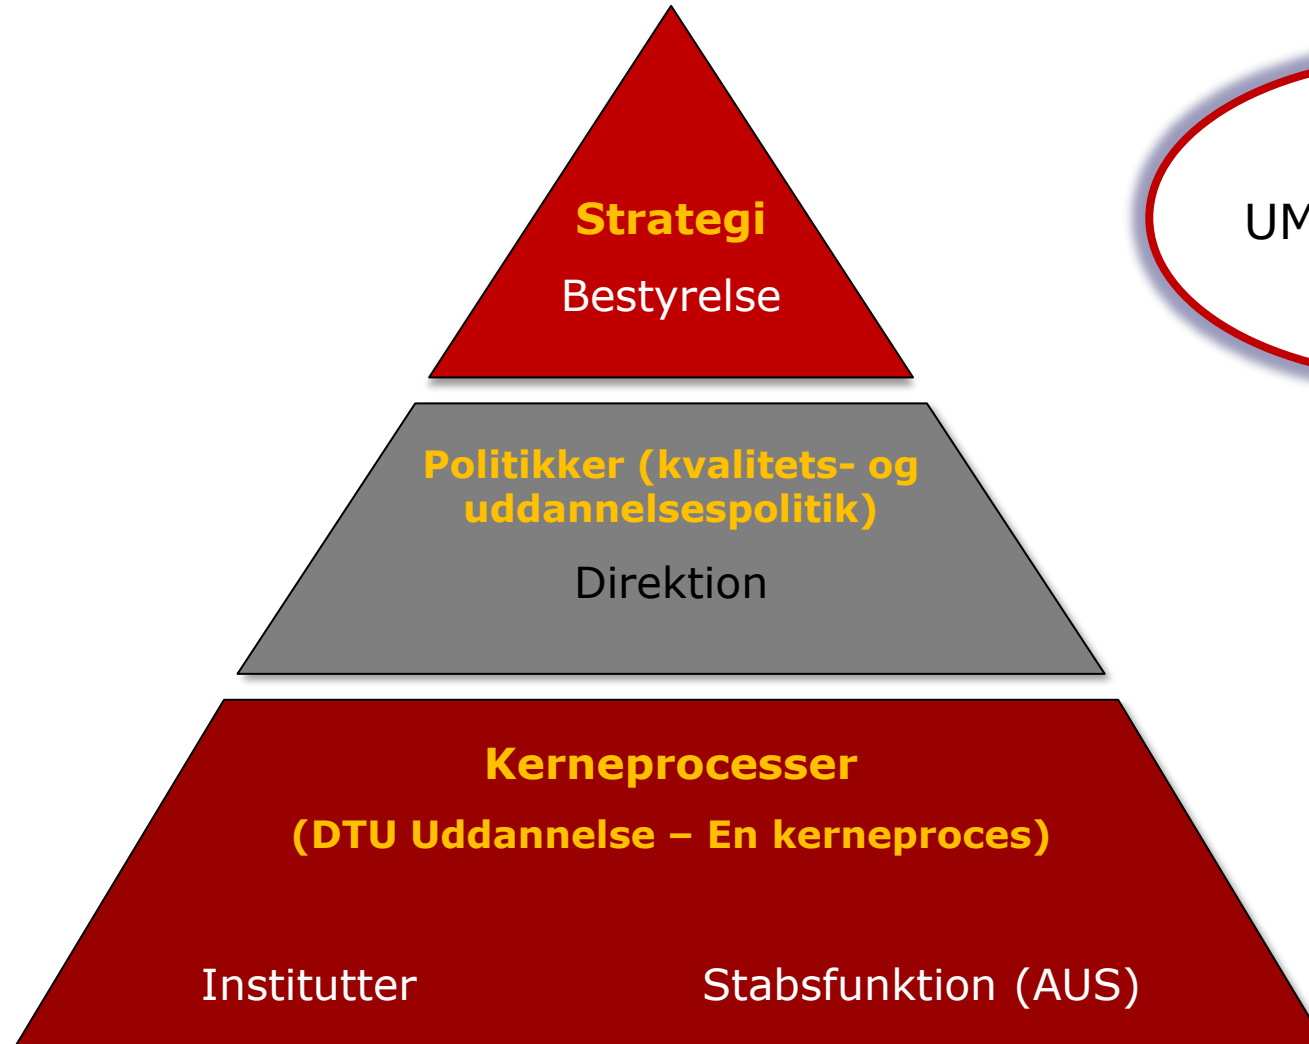 Strategi
Bestyrelse
Politikker (kvalitets- og
uddannelsespolitik)
Direktion
Kerneprocesser
(DTU Uddannelse – En kerneproces)
Institutter
Stabsfunktion (AUS)